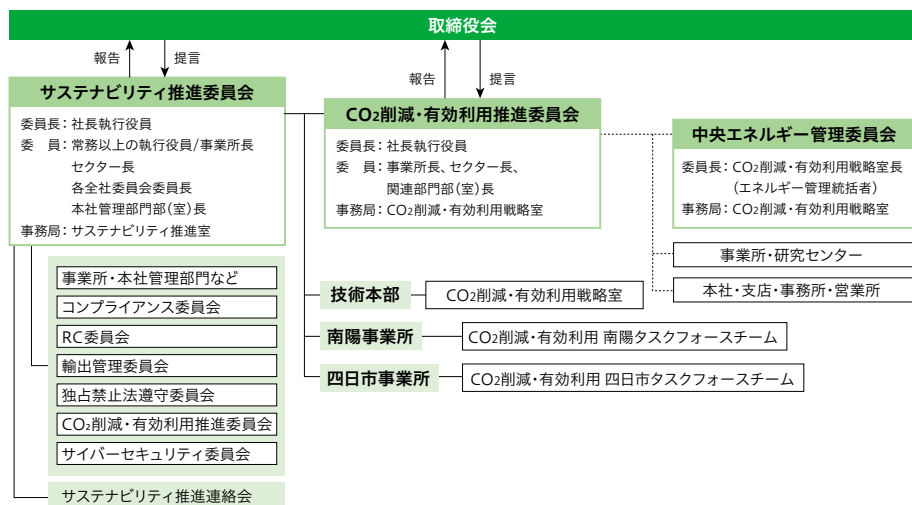 取締役会
報告
提言
報告
提言
サステナビリティ推進委員会
委員長：社長執行役員
委　員：常務以上の執行役員/事業所長
セクター長
各全社委員会委員長
本社管理部門部（室）長
事務局：サステナビリティ推進室
CO₂削減・有効利用推進委員会
委員長：社長執行役員
委　員：事業所長、セクター長、
関連部門部（室）長
事務局：CO₂削減・有効利用戦略室
中央エネルギー管理委員会
委員長：CO₂削減・有効利用戦略室長
（エネルギー管理統括者）
事務局：CO₂削減・有効利用戦略室
事業所・研究センター
本社・支店・事務所・営業所
事業所・本社管理部門など
コンプライアンス委員会
RC委員会
輸出管理委員会
独占禁止法遵守委員会
CO₂削減・有効利用推進委員会
サイバーセキュリティ委員会
サステナビリティ推進連絡会
技術本部
CO₂削減・有効利用戦略室
南陽事業所
CO₂削減・有効利用 南陽タスクフォースチーム
四日市事業所
CO₂削減・有効利用 四日市タスクフォースチーム